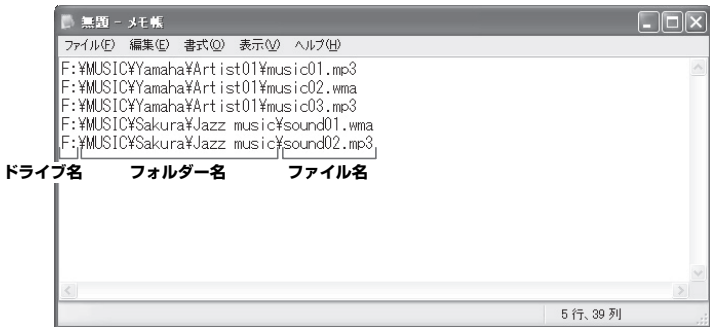 無題 - メモ帳
ファイル(F) 編集(E) 書式(O) 表示(V) ヘルプ(H)
F:¥MUSIC¥Yamaha¥Artist01¥music01.mp3
F:¥MUSIC¥Yamaha¥Artist01¥music02.wma
F:¥MUSIC¥Yamaha¥Artist01¥music03.mp3
F:¥MUSIC¥Sakura¥Jazz music¥sound01.wma
F:¥MUSIC¥Sakura¥Jazz music¥sound02.mp3
ドライブ名 フォルダー名 ファイル名
5 行、39 列